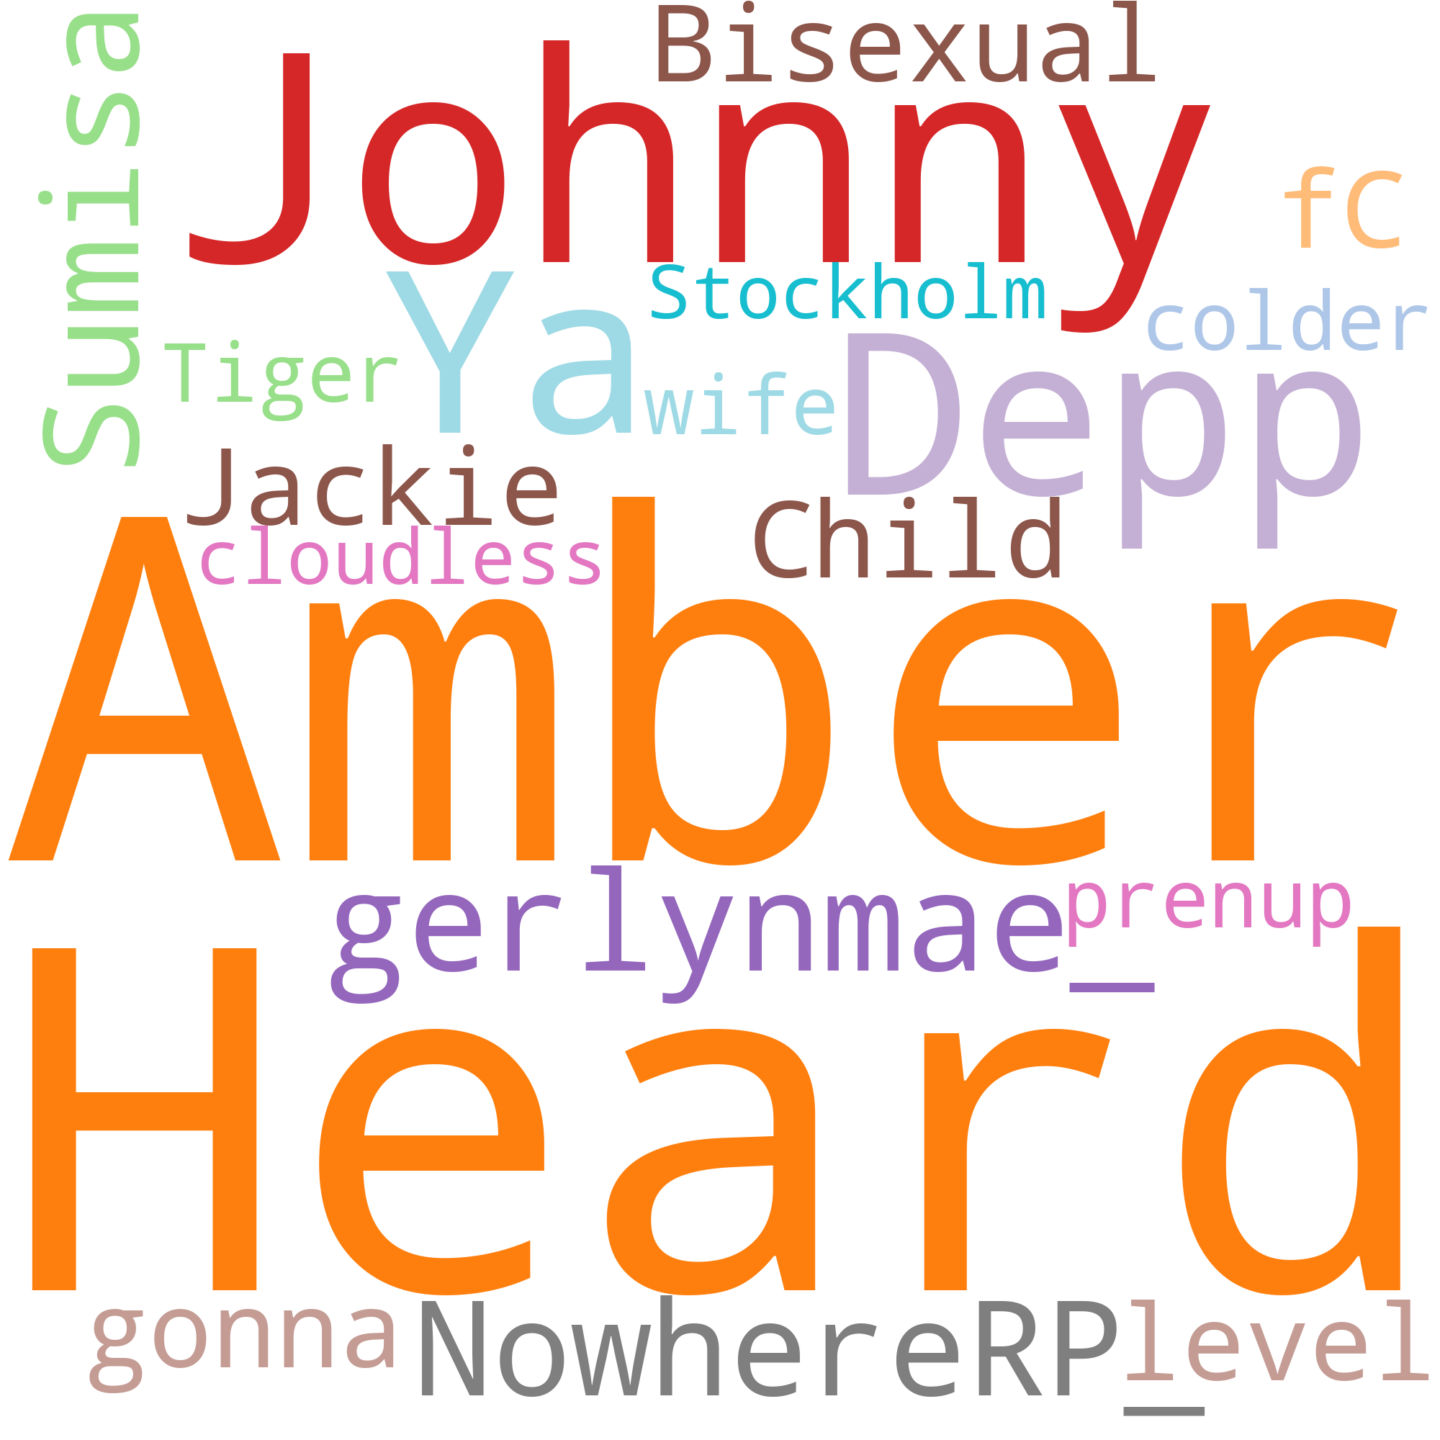 Bisexual
Sumisa
Johnny
fC
Ya
Stockholm
colder
Tiger
wife
Depp
Jackie
Child
cloudless
Amber
gerlynmae_
prenup
Heard
gonna
NowhereRP_
level